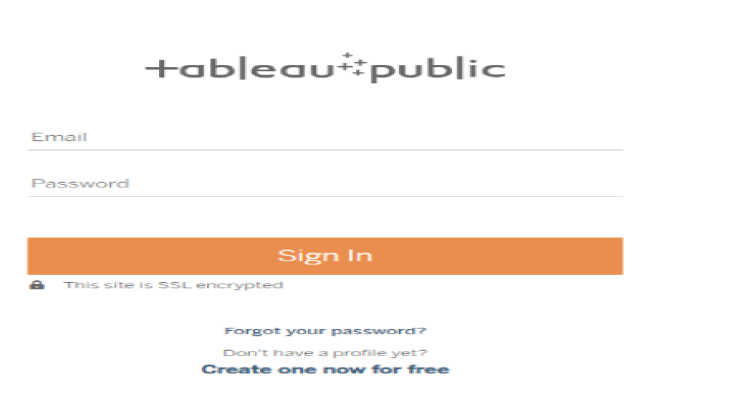 +ableau public
Email
Password
Sign In
This site is SSL encrypted
Forgot your password?
Don't have a profile yet?
Create one now for free